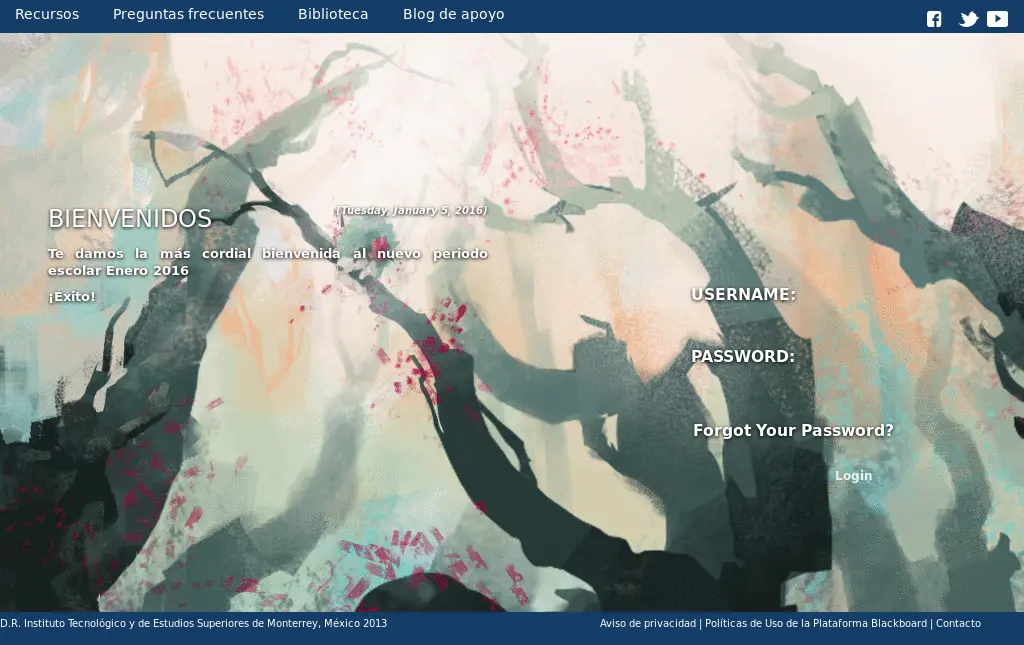 Recursos Preguntas frecuentes Biblioteca Blog de apoyo
BIENVENIDOS
(Tuesday, January 5, 2016)
Te damos la más cordial bienvenida al nuevo periodo
escolar Enero 2016
¡Éxito!
USERNAME:
PASSWORD:
Forgot Your Password?
Login
D.R. Instituto Tecnológico y de Estudios Superiores de Monterrey, México 2013
Aviso de privacidad | Políticas de Uso de la Plataforma Blackboard | Contacto